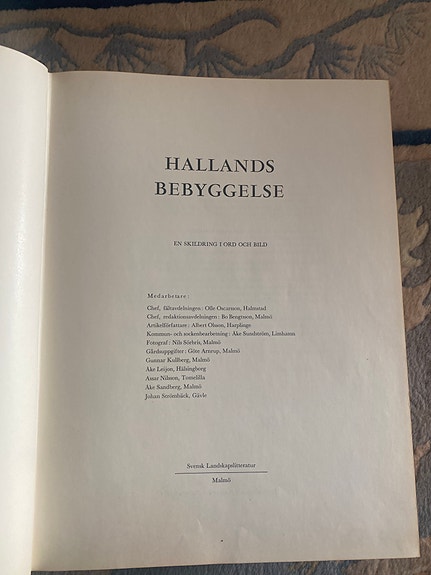 HALLANDS
BEBYGGELSE
EN SKILDRING I ORD OCH BILD
Medarbetare:
Chef, fältavdelningen: Olle Oscarsson, Halmstad
Chef, redaktionsavdelningen: Bo Bengtsson, Malmö
Artikelförfattare: Albert Olsson, Harplinge
Kommun- och sockenbearbetning: Åke Sundström, Limhamn
Fotograf: Nils Sörbris, Malmö
Gårdsuppgifter: Göte Arnrup, Malmö
Gunnar Kullberg, Malmö
Åke Leijon, Hälsingborg
Assar Nilsson, Tomelilla
Åke Sandberg, Malmö
Johan Strömbäck, Gävle
Svensk Landskapslitteratur
Malmö